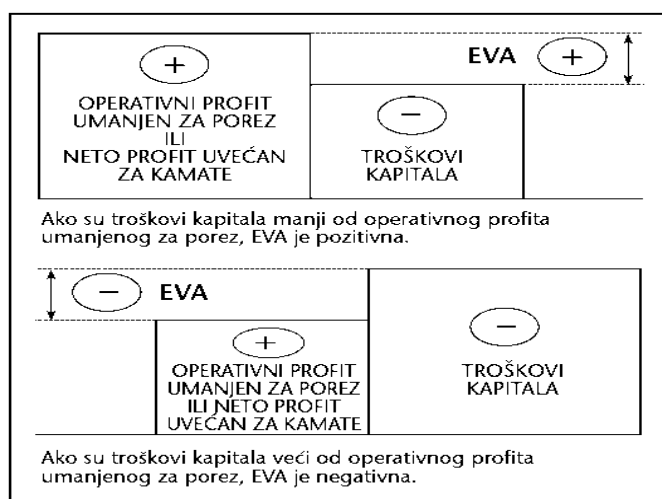 EVA +
+
OPERATIVNI PROFIT
UMANJEN ZA POREZ
ILI
NETO PROFIT UVEĆAN
ZA KAMATE
−
TROŠKOVI
KAPITALA
Ako su troškovi kapitala manji od operativnog profita
umanjenog za porez, EVA je pozitivna.
− EVA
+
OPERATIVNI PROFIT
UMANJEN ZA POREZ
ILI NETO PROFIT
UVEĆAN ZA KAMATE
−
TROŠKOVI
KAPITALA
Ako su troškovi kapitala veći od operativnog profita
umanjenog za porez, EVA je negativna.